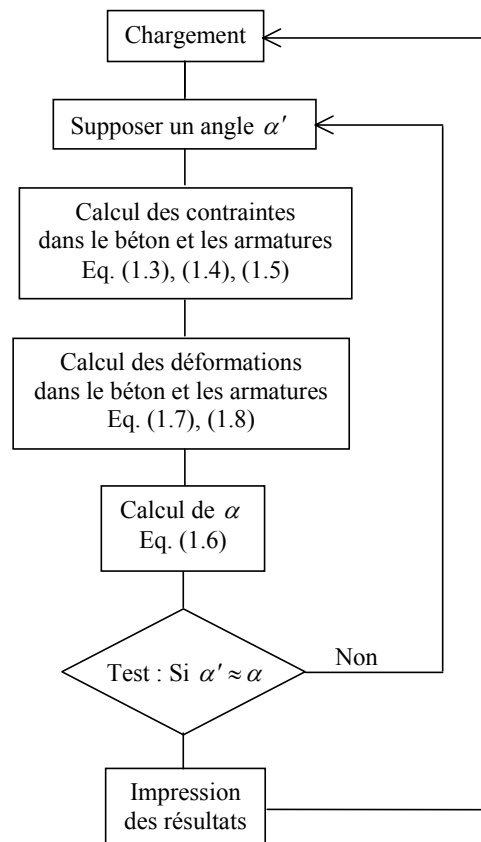 Chargement
Supposer un angle α′
Calcul des contraintes
dans le béton et les armatures
Eq. (1.3), (1.4), (1.5)
Calcul des déformations
dans le béton et les armatures
Eq. (1.7), (1.8)
Calcul de α
Eq. (1.6)
Test : Si α′ ≈ α
Non
Impression
des résultats